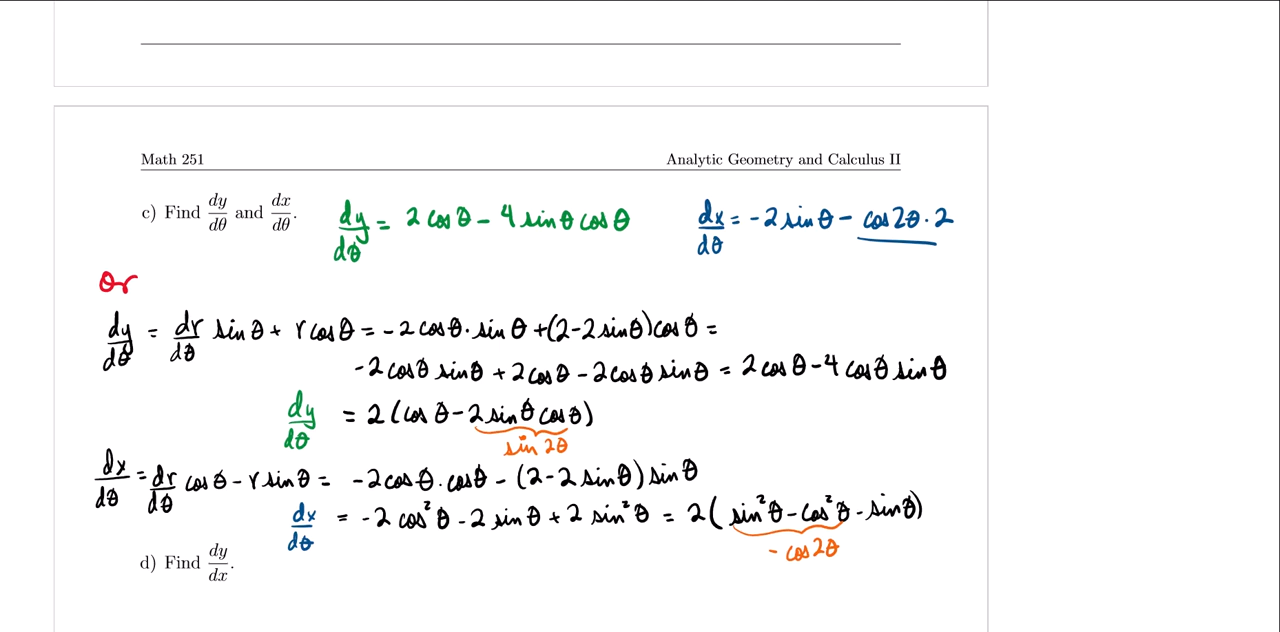 Math 251 Analytic Geometry and Calculus II
c) Find dy/dθ and dx/dθ. dy/dθ = 2 cos θ - 4 sin θ cos θ dx/dθ = -2 sin θ - cos 2θ · 2
or
dy/dθ = dr/dθ sin θ + r cos θ = -2 cos θ · sin θ + (2 - 2 sin θ) cos θ =
-2 cos θ sin θ + 2 cos θ - 2 cos θ sin θ = 2 cos θ - 4 cos θ sin θ
dy/dθ = 2 (cos θ - 2 sin θ cos θ)
sin 2θ
dx/dθ = dr/dθ cos θ - r sin θ = -2 cos θ · cos θ - (2 - 2 sin θ) sin θ
dx/dθ = -2 cos² θ - 2 sin θ + 2 sin² θ = 2 (sin² θ - cos² θ - sin θ)
- cos 2θ
d) Find dy/dx.